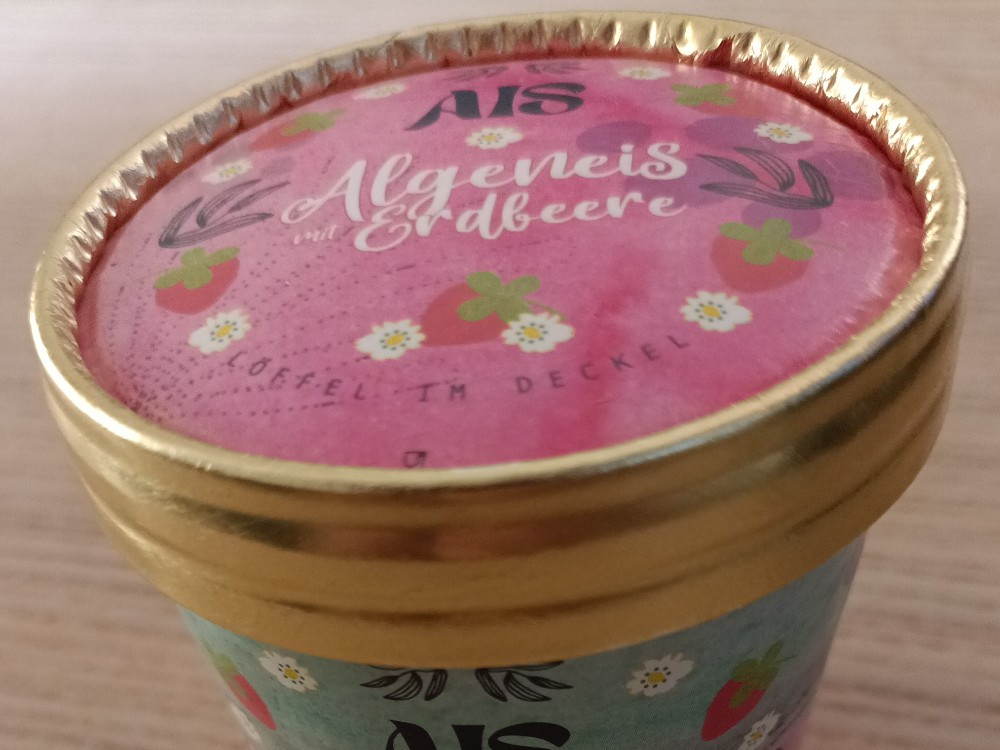 AIS
Algeneis
mit Erdbeere
LÖFFEL IM DECKEL
AIS